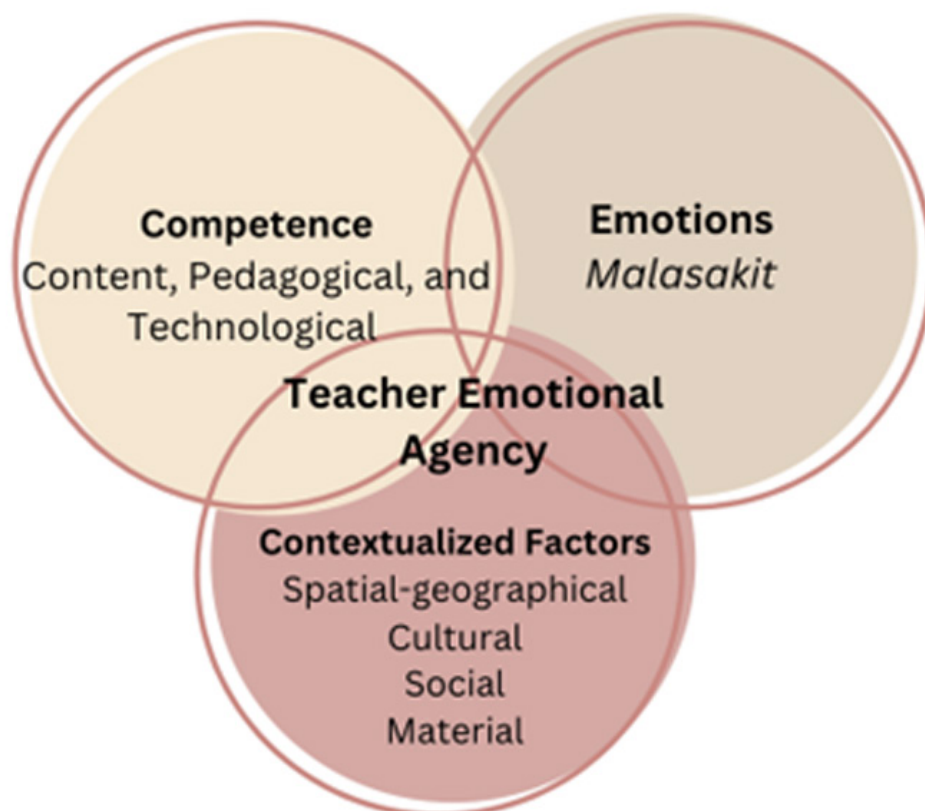 Competence
Content, Pedagogical, and
Technological
Emotions
Malasakit
Teacher Emotional
Agency
Contextualized Factors
Spatial-geographical
Cultural
Social
Material